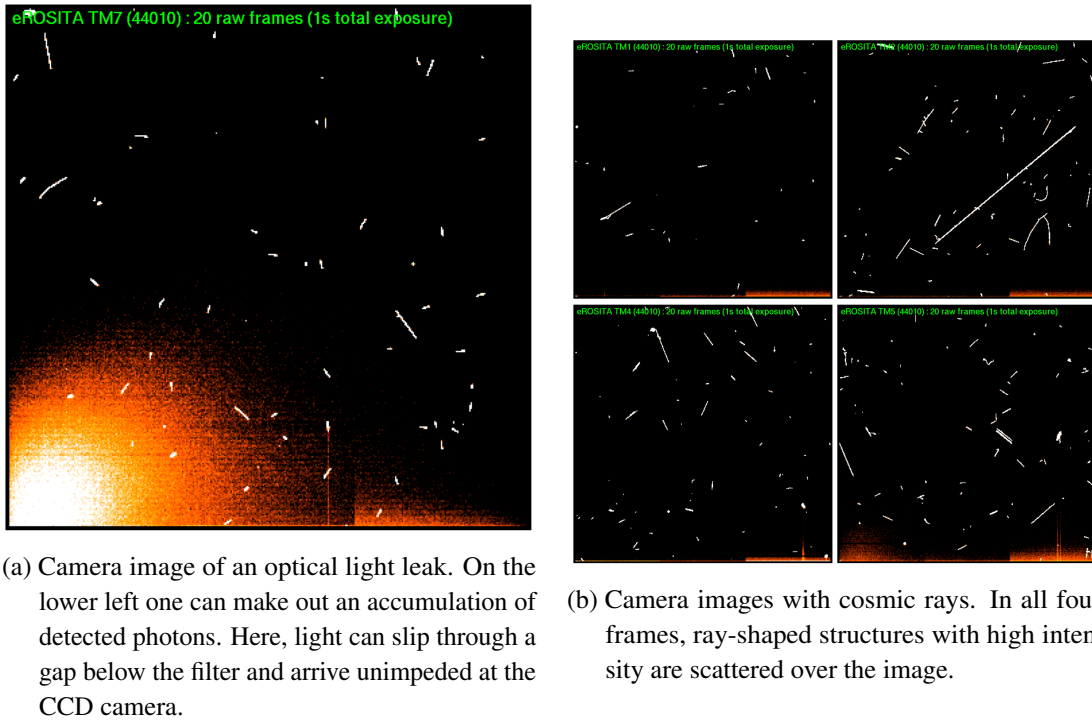 eROSITA TM7 (44010) : 20 raw frames (1s total exposure)
(a) Camera image of an optical light leak. On the
lower left one can make out an accumulation of
detected photons. Here, light can slip through a
gap below the filter and arrive unimpeded at the
CCD camera.
eROSITA TM1 (44010) : 20 raw frames (1s total exposure)
eROSITA TM2 (44010) : 20 raw frames (1s total exposure)
eROSITA TM4 (44010) : 20 raw frames (1s total exposure)
eROSITA TM5 (44010) : 20 raw frames (1s total exposure)
(b) Camera images with cosmic rays. In all fou
frames, ray-shaped structures with high inten
sity are scattered over the image.